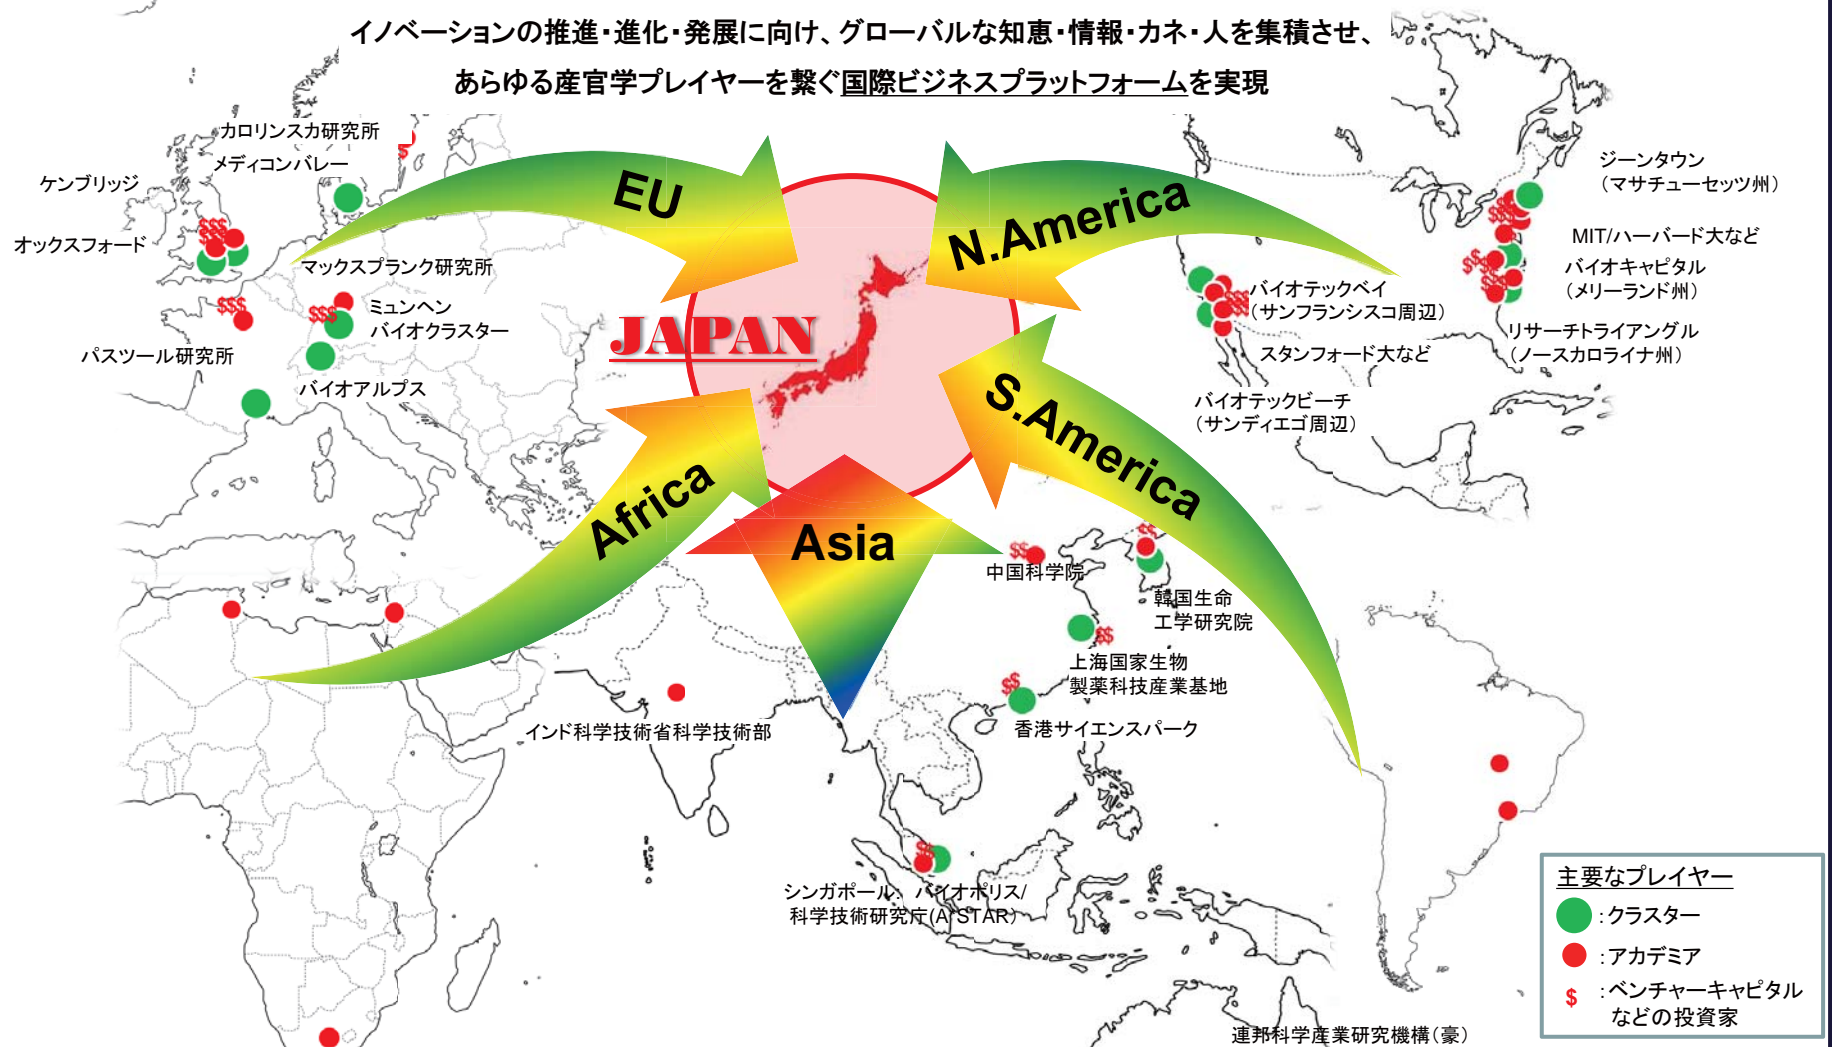 イノベーションの推進・進化・発展に向け、グローバルな知恵・情報・カネ・人を集積させ、
あらゆる産官学プレイヤーを繋ぐ国際ビジネスプラットフォームを実現
カロリンスカ研究所
メディコンバレー
ケンブリッジ
オックスフォード
$$$
$$$
$
マックスプランク研究所
$$$
$$$
ミュンヘン
バイオクラスター
パスツール研究所
バイオアルプス
EU
N.America
JAPAN
S.America
Africa
Asia
ジーンタウン
（マサチューセッツ州）
$$$
MIT/ハーバード大など
$$$
バイオキャピタル
（メリーランド州）
$$$
リサーチトライアングル
（ノースカロライナ州）
バイオテックベイ
$$$
$$$
（サンフランシスコ周辺）
スタンフォード大など
バイオテックビーチ
（サンディエゴ周辺）
$$
中国科学院
$$
韓国生命
工学研究院
$$
上海国家生物
製薬科技産業基地
$$
香港サイエンスパーク
インド科学技術省科学技術部
$$
シンガポール: バイオポリス/
科学技術研究庁(A*STAR)
連邦科学産業研究機構（豪）
主要なプレイヤー
：クラスター
：アカデミア
$ ：ベンチャーキャピタル
などの投資家